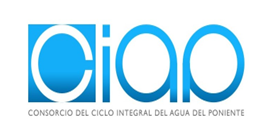 Ciap
CONSORCIO DEL CICLO INTEGRAL DEL AGUA DEL PONIENTE